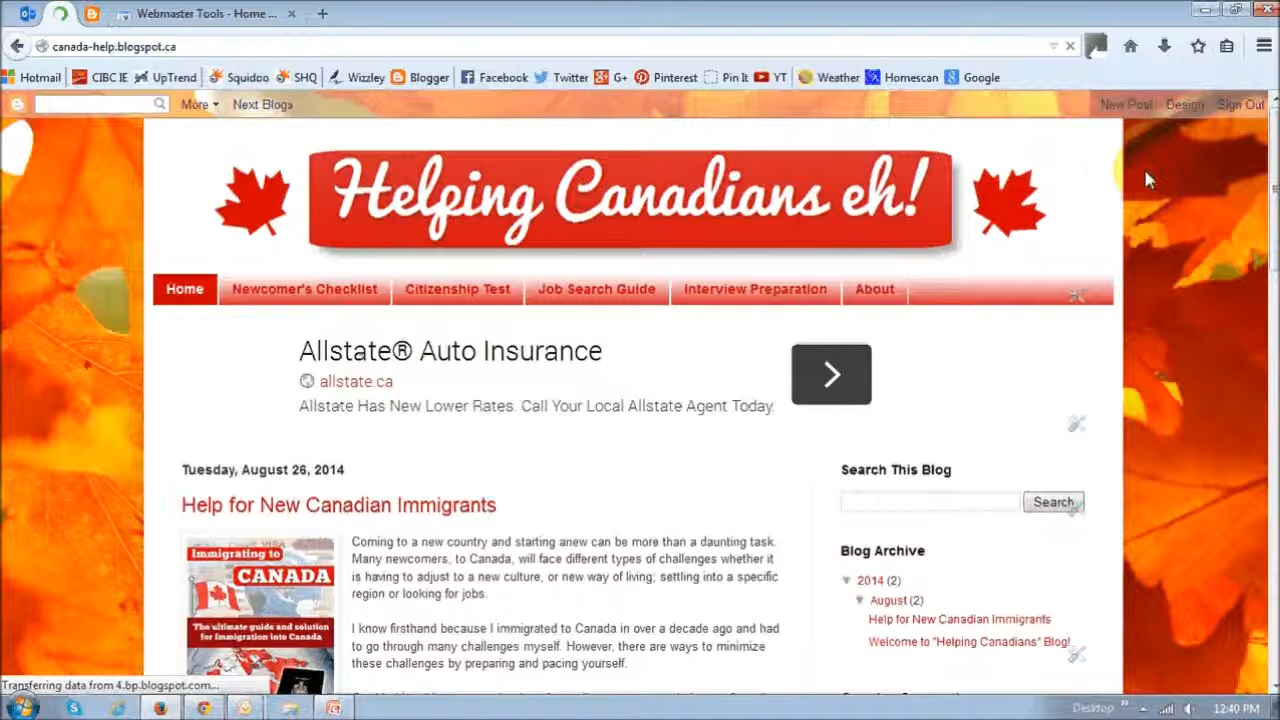 Webmaster Tools - Home ...
canada-help.blogspot.ca
Hotmail CIBC IE UpTrend Squidoo SHQ Wizzley Blogger Facebook Twitter G+ Pinterest Pin It YT Weather Homescan Google
More Next Blog»
New Post Design Sign Out
Helping Canadians eh!
Home Newcomer's Checklist Citizenship Test Job Search Guide Interview Preparation About
Allstate® Auto Insurance
allstate.ca
Allstate Has New Lower Rates. Call Your Local Allstate Agent Today.
Tuesday, August 26, 2014
Help for New Canadian Immigrants
Immigrating to
CANADA
The ultimate guide and solution
for Immigration into Canada
Coming to a new country and starting anew can be more than a daunting task.
Many newcomers, to Canada, will face different types of challenges whether it
is having to adjust to a new culture, or new way of living; settling into a specific
region or looking for jobs.
I know firsthand because I immigrated to Canada in over a decade ago and had
to go through many challenges myself. However, there are ways to minimize
these challenges by preparing and pacing yourself.
Search This Blog
Search
Blog Archive
▼ 2014 (2)
▼ August (2)
Help for New Canadian Immigrants
Welcome to "Helping Canadians" Blog!
Transferring data from 4.bp.blogspot.com...
Desktop
12:40 PM